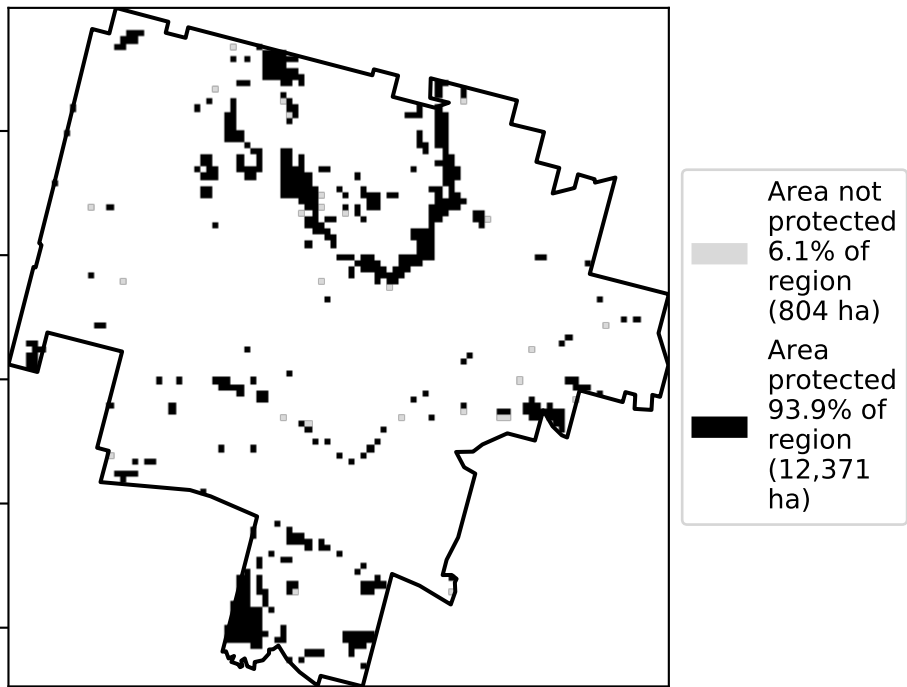 Area not
protected
6.1% of
region
(804 ha)
Area
protected
93.9% of
region
(12,371
ha)